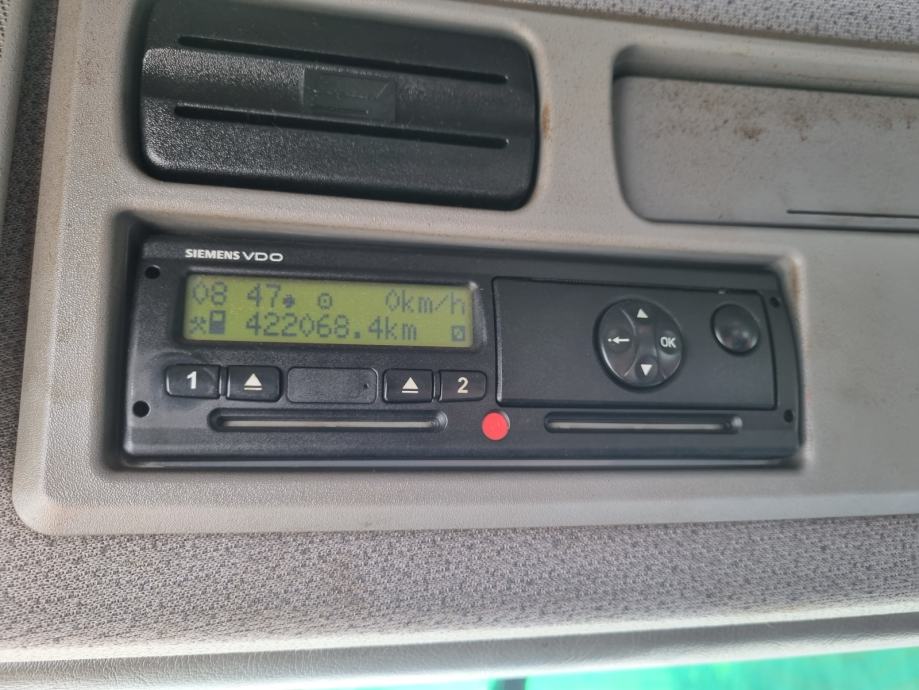 SIEMENS VDO
08 47 0km/h
422068.4km
1 2
OK